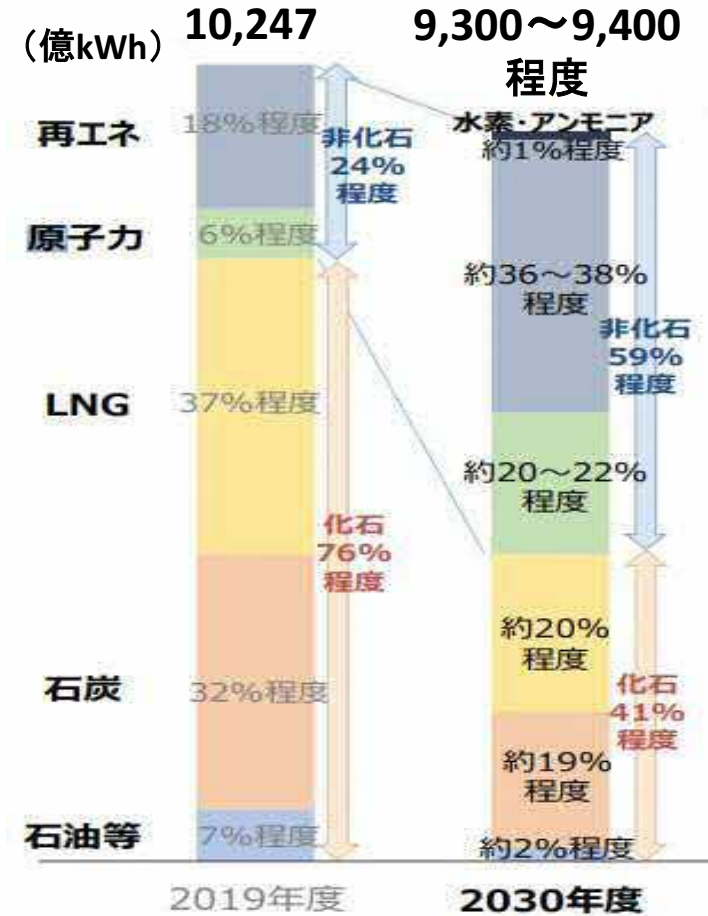 （億kWh）
10,247
9,300～9,400
程度
再エネ
原子力
LNG
石炭
石油等
18%程度
6%程度
37%程度
32%程度
7%程度
非化石
24%
程度
化石
76%
程度
水素・アンモニア
約1%程度
約36～38%
程度
約20～22%
程度
約20%
程度
約19%
程度
約2%程度
非化石
59%
程度
化石
41%
程度
2019年度
2030年度